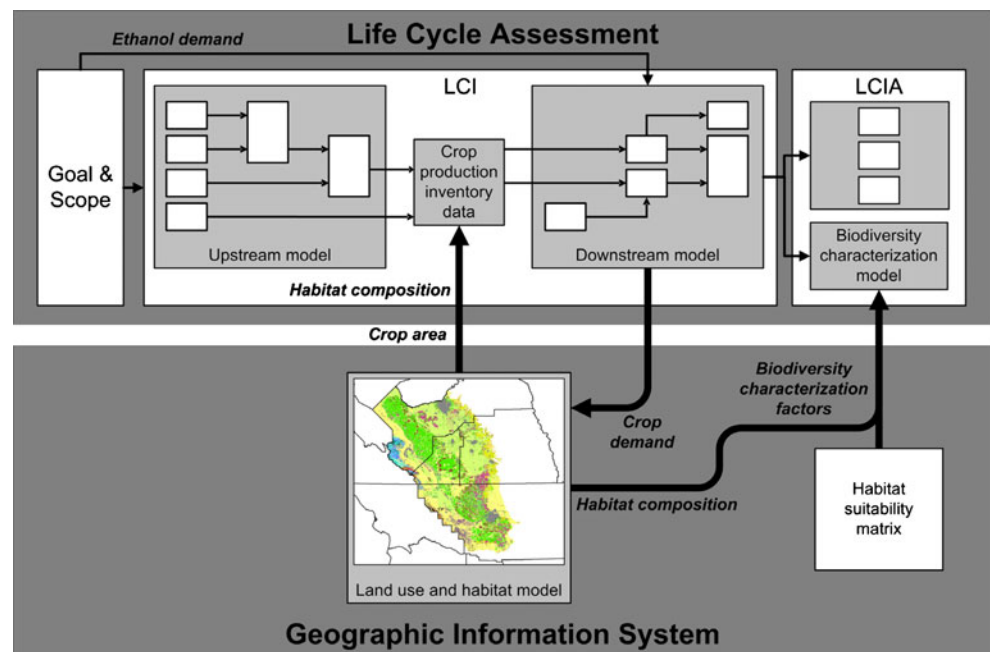 Life Cycle Assessment
Ethanol demand
Goal &
Scope
LCI
Upstream model
Crop
production
inventory
data
Downstream model
LCIA
Biodiversity
characterization
model
Habitat composition
Crop area
Crop
demand
Biodiversity
characterization
factors
Habitat composition
Habitat
suitability
matrix
Land use and habitat model
Geographic Information System